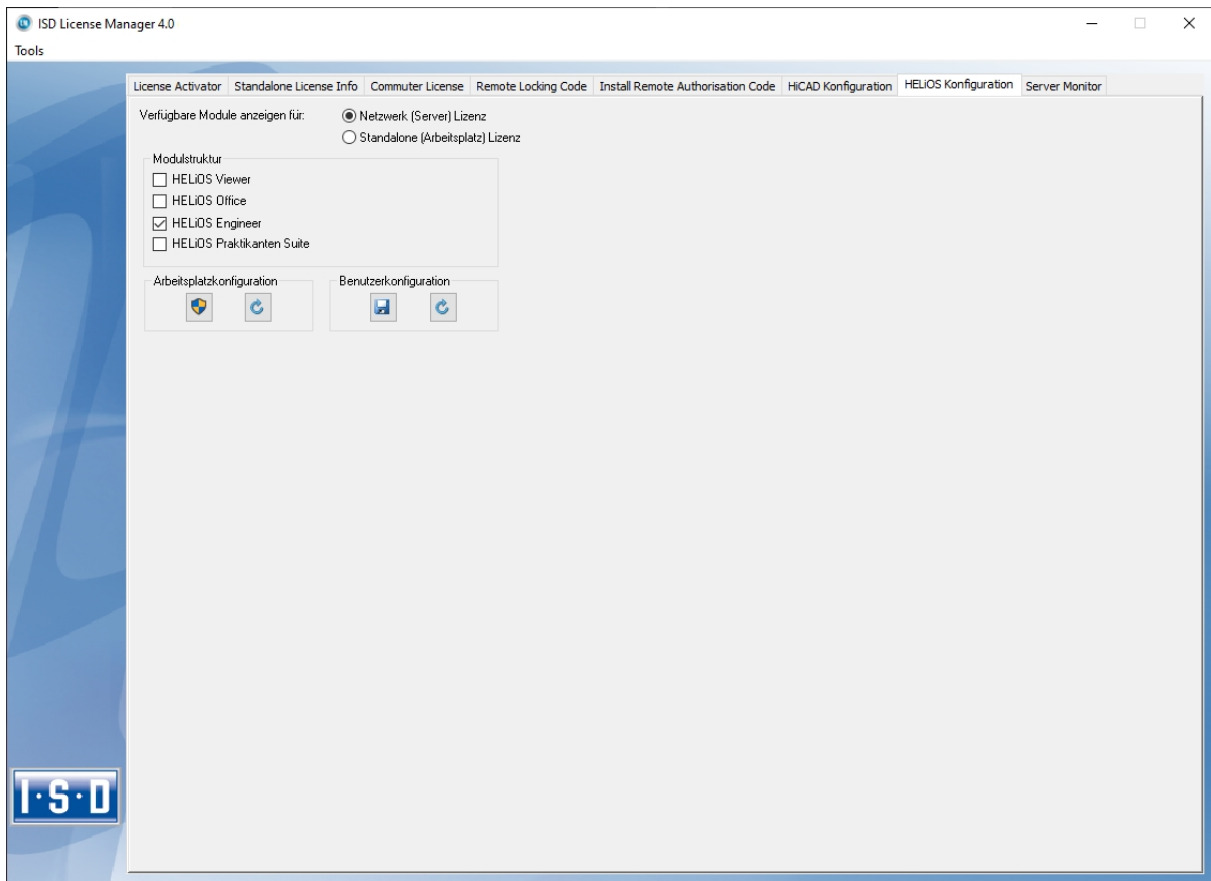 ISD License Manager 4.0
Tools
License Activator Standalone License Info Commuter License Remote Locking Code Install Remote Authorisation Code HiCAD Konfiguration HELiOS Konfiguration Server Monitor
Verfügbare Module anzeigen für: Netzwerk (Server) Lizenz
Standalone (Arbeitsplatz) Lizenz
Modulstruktur
HELiOS Viewer
HELiOS Office
HELiOS Engineer
HELiOS Praktikanten Suite
Arbeitsplatzkonfiguration Benutzerkonfiguration
I·S·D